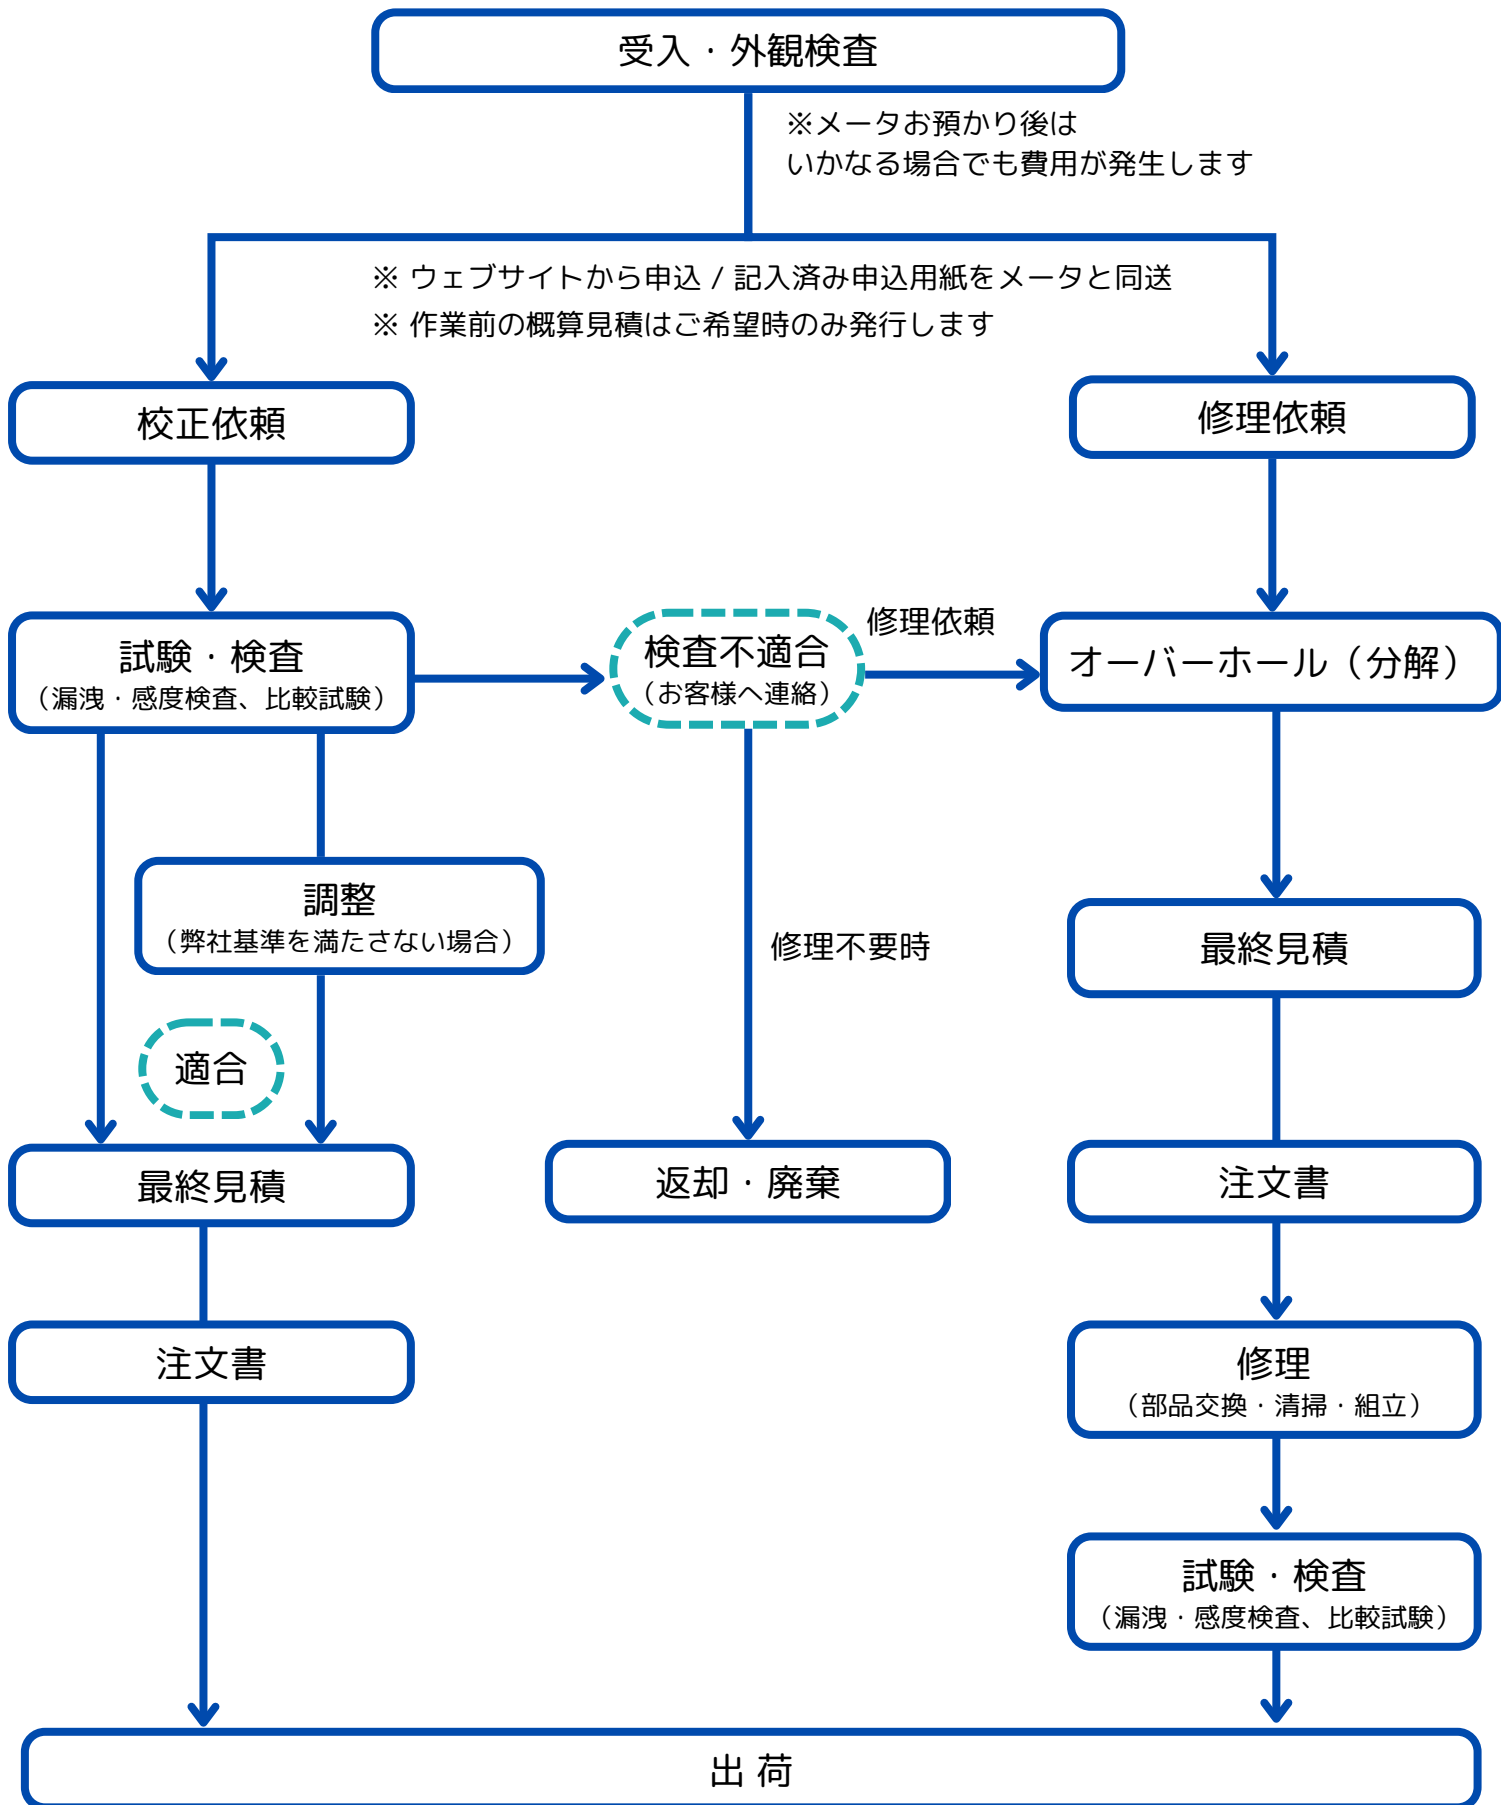 受入・外観検査
※メータお預かり後は
いかなる場合でも費用が発生します
※ ウェブサイトから申込 / 記入済み申込用紙をメータと同送
※ 作業前の概算見積はご希望時のみ発行します
校正依頼
修理依頼
試験・検査
（漏洩・感度検査、比較試験）
検査不適合
（お客様へ連絡）
修理依頼
オーバーホール（分解）
調整
（弊社基準を満たさない場合）
修理不要時
最終見積
適合
最終見積
返却・廃棄
注文書
注文書
修理
（部品交換・清掃・組立）
試験・検査
（漏洩・感度検査、比較試験）
出 荷